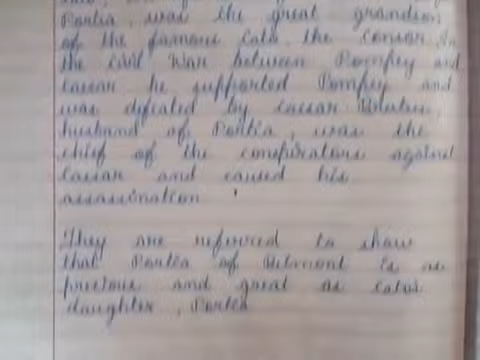 Portia, was the great grandson
of the famous Cato the censor. In
the Civil War between Pompey and
Caesar he supported Pompey and
was defeated by Caesar Brutus,
husband of Portia, was the
chief of the conspirators against
Caesar and caused his
assassination
They are referred to show
that Portia of Belmont is as
precious and great as Cato's
daughter, Portia